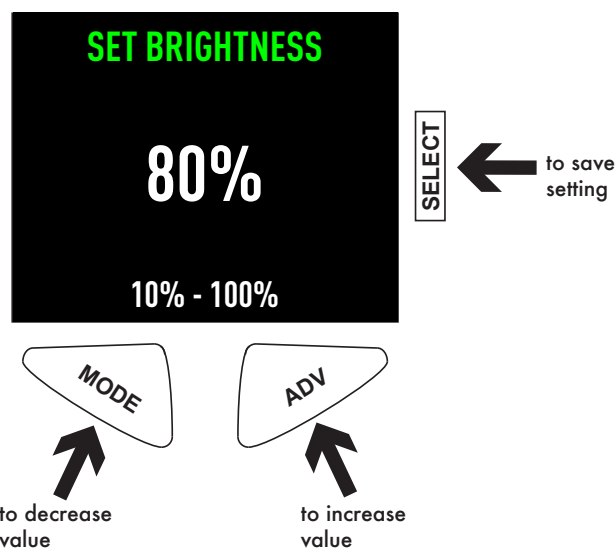 SET BRIGHTNESS
80%
10% - 100%
SELECT
to save
setting
MODE
ADV
to decrease
value
to increase
value